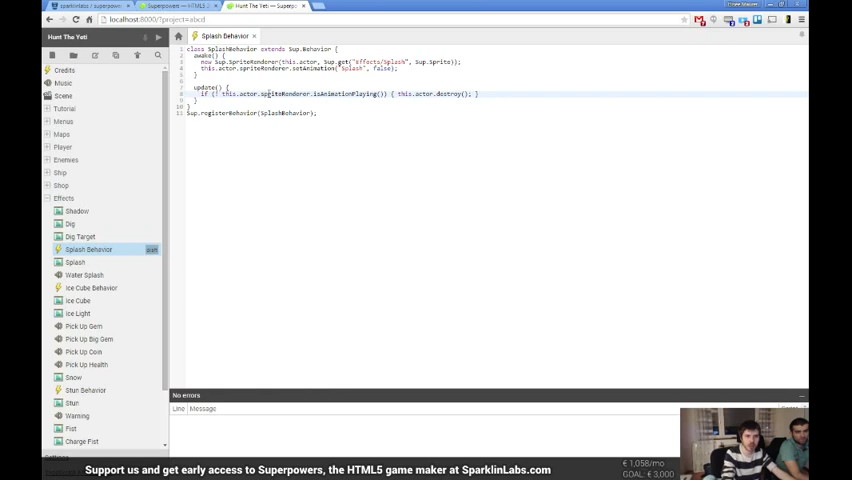 sparklinlabs / superpowe
Superpowers — HTML5
Hunt The Yeti — Superpo
localhost:8000/?project=abcd
Hunt The Yeti
Splash Behavior
Credits
Music
Scene
Tutorial
Menus
Maps
Player
Enemies
Ship
Shop
Effects
Shadow
Dig
Dig Target
Splash Behavior
Splash
Water Splash
Ice Cube Behavior
Ice Cube
Ice Light
Pick Up Gem
Pick Up Big Gem
Pick Up Coin
Pick Up Health
Snow
Stun Behavior
Stun
Warning
Fist
Charge Fist
class SplashBehavior extends Sup.Behavior {
awake() {
new Sup.SpriteRenderer(this.actor, Sup.get("Effects/Splash", Sup.Sprite));
this.actor.spriteRenderer.setAnimation("Splash", false);
}
update() {
if (! this.actor.spriteRenderer.isAnimationPlaying()) { this.actor.destroy(); }
}
}
Sup.registerBehavior(SplashBehavior);
No errors
Line Message
Support us and get early access to Superpowers, the HTML5 game maker at SparklinLabs.com
€ 1,058/mo
GOAL: € 3,000